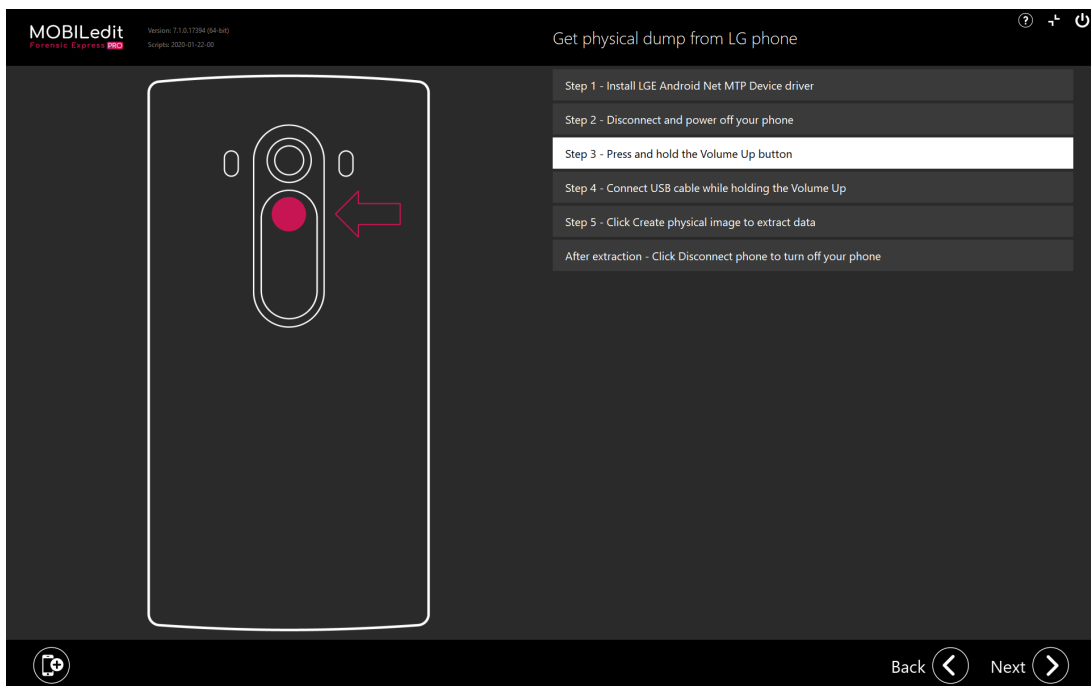 MOBILedit
Forensic Express PRO
Version: 7.1.0.17394 (64-bit)
Scripts: 2020-01-22-00
Get physical dump from LG phone
Step 1 - Install LGE Android Net MTP Device driver
Step 2 - Disconnect and power off your phone
Step 3 - Press and hold the Volume Up button
Step 4 - Connect USB cable while holding the Volume Up
Step 5 - Click Create physical image to extract data
After extraction - Click Disconnect phone to turn off your phone
Back
Next